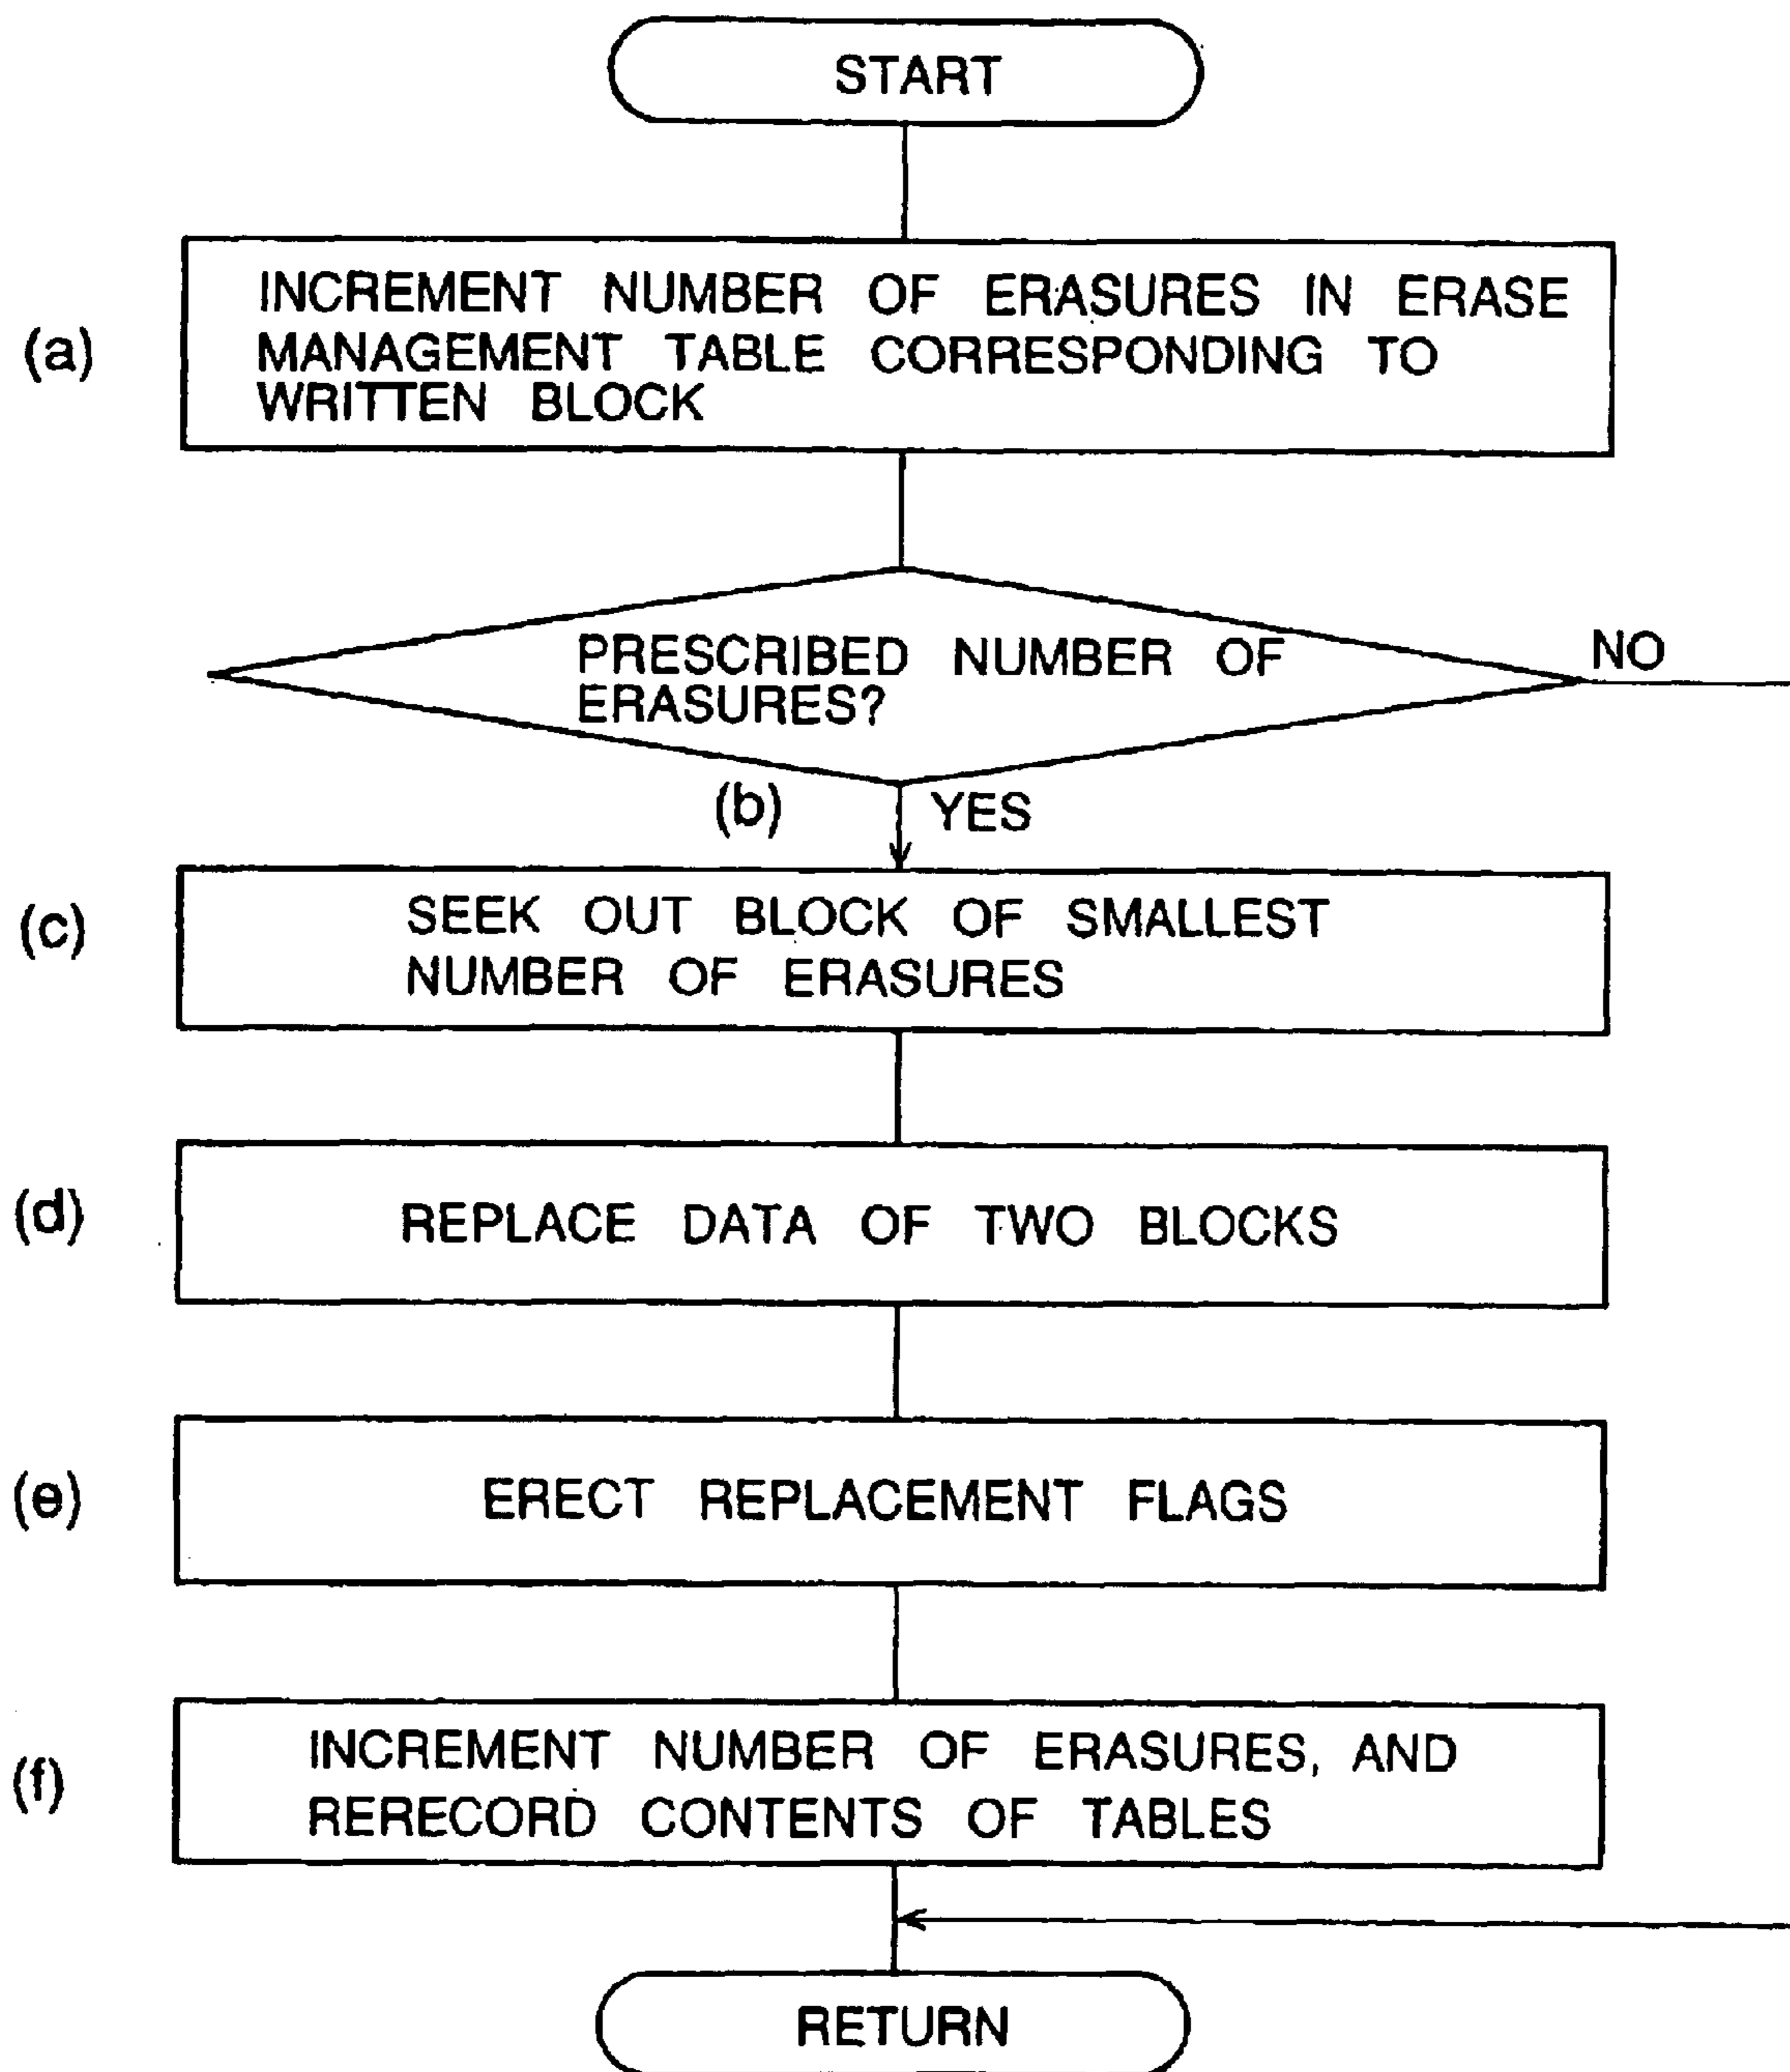 START
(a)
INCREMENT NUMBER OF ERASURES IN ERASE
MANAGEMENT TABLE CORRESPONDING TO
WRITTEN BLOCK
PRESCRIBED NUMBER OF
ERASURES?
NO
(b)
YES
(c)
SEEK OUT BLOCK OF SMALLEST
NUMBER OF ERASURES
(d)
REPLACE DATA OF TWO BLOCKS
(e)
ERECT REPLACEMENT FLAGS
(f)
INCREMENT NUMBER OF ERASURES, AND
RERECORD CONTENTS OF TABLES
RETURN